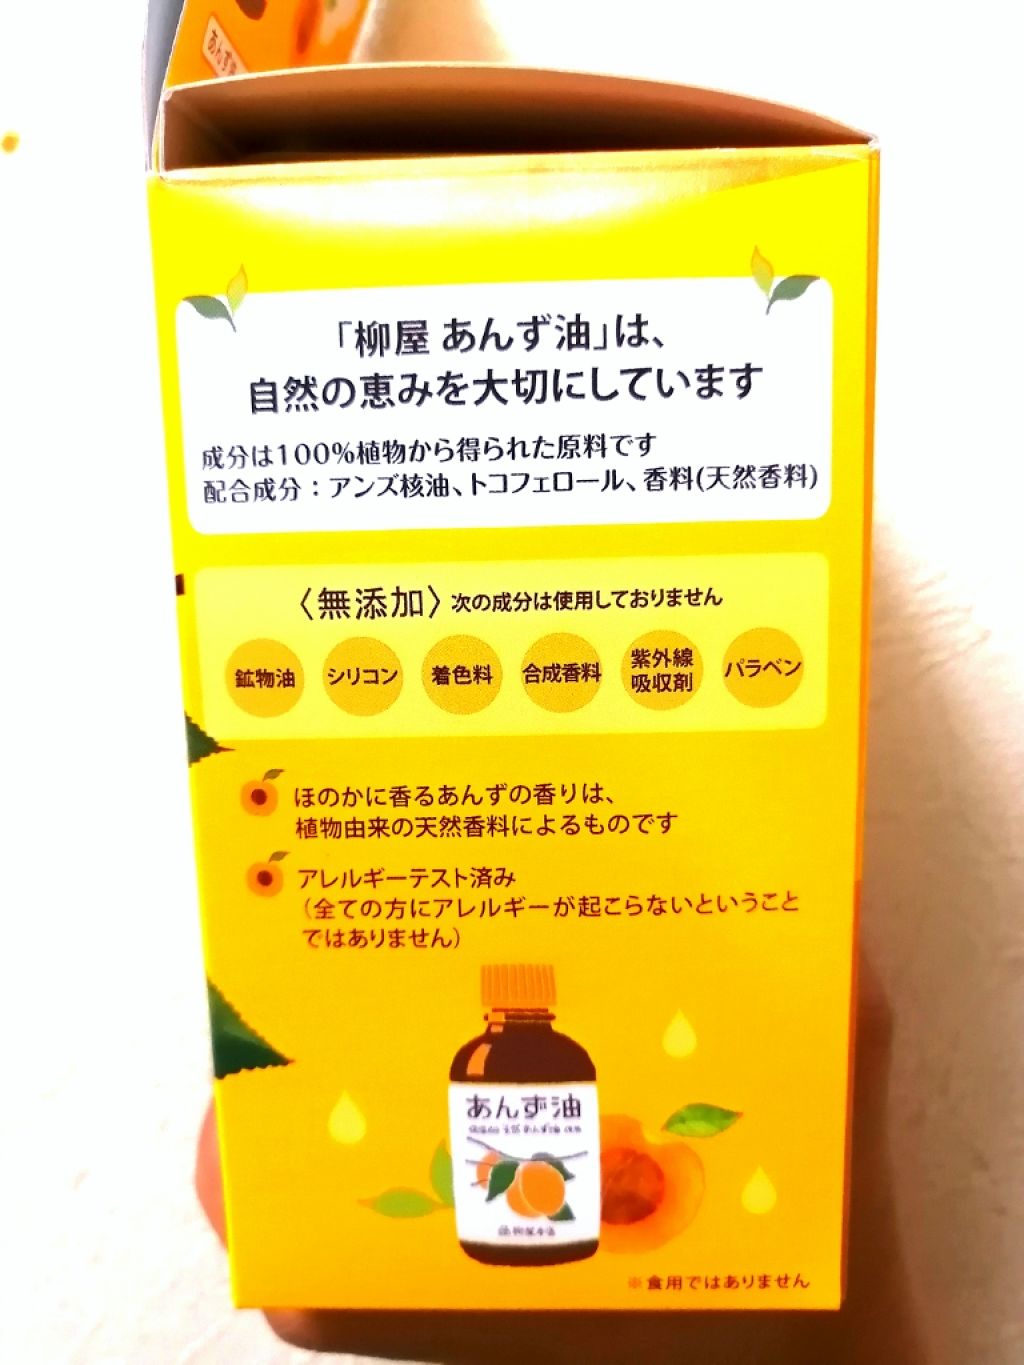 あんず
「柳屋 あんず油」は、
自然の恵みを大切にしています
成分は100%植物から得られた原料です
配合成分：アンズ核油、トコフェロール、香料(天然香料)
〈無添加〉次の成分は使用しておりません
鉱物油 シリコン 着色料 合成香料 紫外線吸収剤 パラベン
ほのかに香るあんずの香りは、
植物由来の天然香料によるものです
アレルギーテスト済み
（全ての方にアレルギーが起こらないということ
ではありません）
あんず油
柳屋本店
※食用ではありません